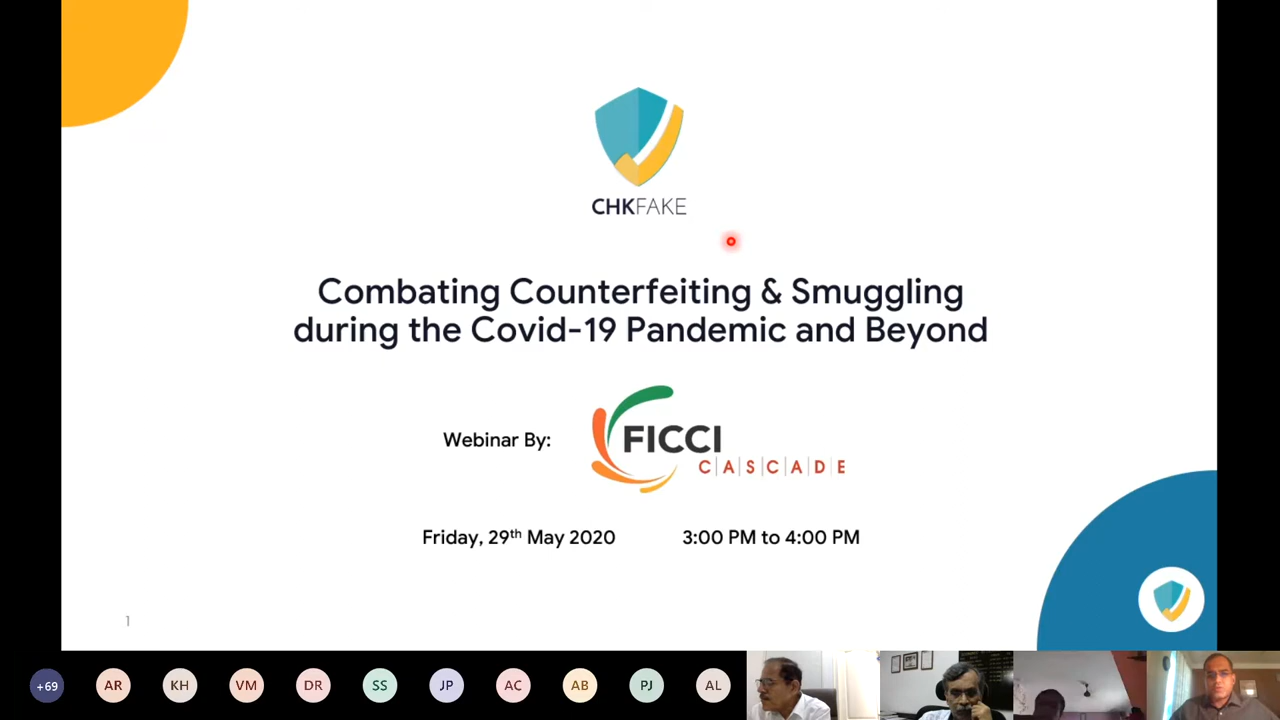 CHKFAKE
Combating Counterfeiting & Smuggling
during the Covid-19 Pandemic and Beyond
Webinar By:
FICCI
CASCADE
Friday, 29th May 2020
3:00 PM to 4:00 PM
1
+69
AR
KH
VM
DR
SS
JP
AC
AB
PJ
AL